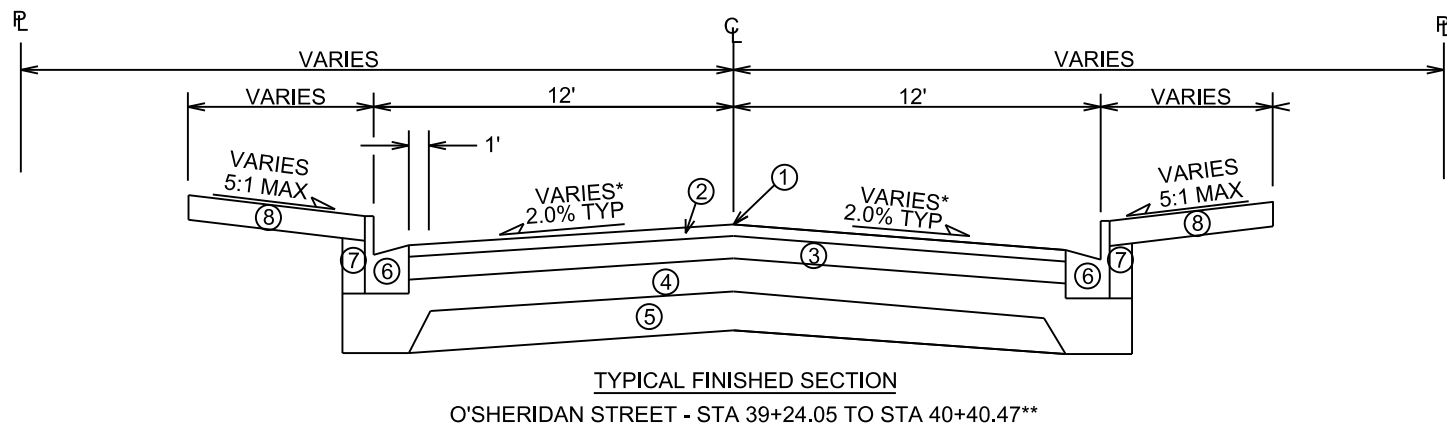 PL
CL
PL
VARIES
VARIES
VARIES
12'
12'
VARIES
1'
VARIES
5:1 MAX
VARIES*
2.0% TYP
2
1
VARIES*
2.0% TYP
VARIES
5:1 MAX
8
8
7
6
3
6
7
4
5
TYPICAL FINISHED SECTION
O'SHERIDAN STREET - STA 39+24.05 TO STA 40+40.47**